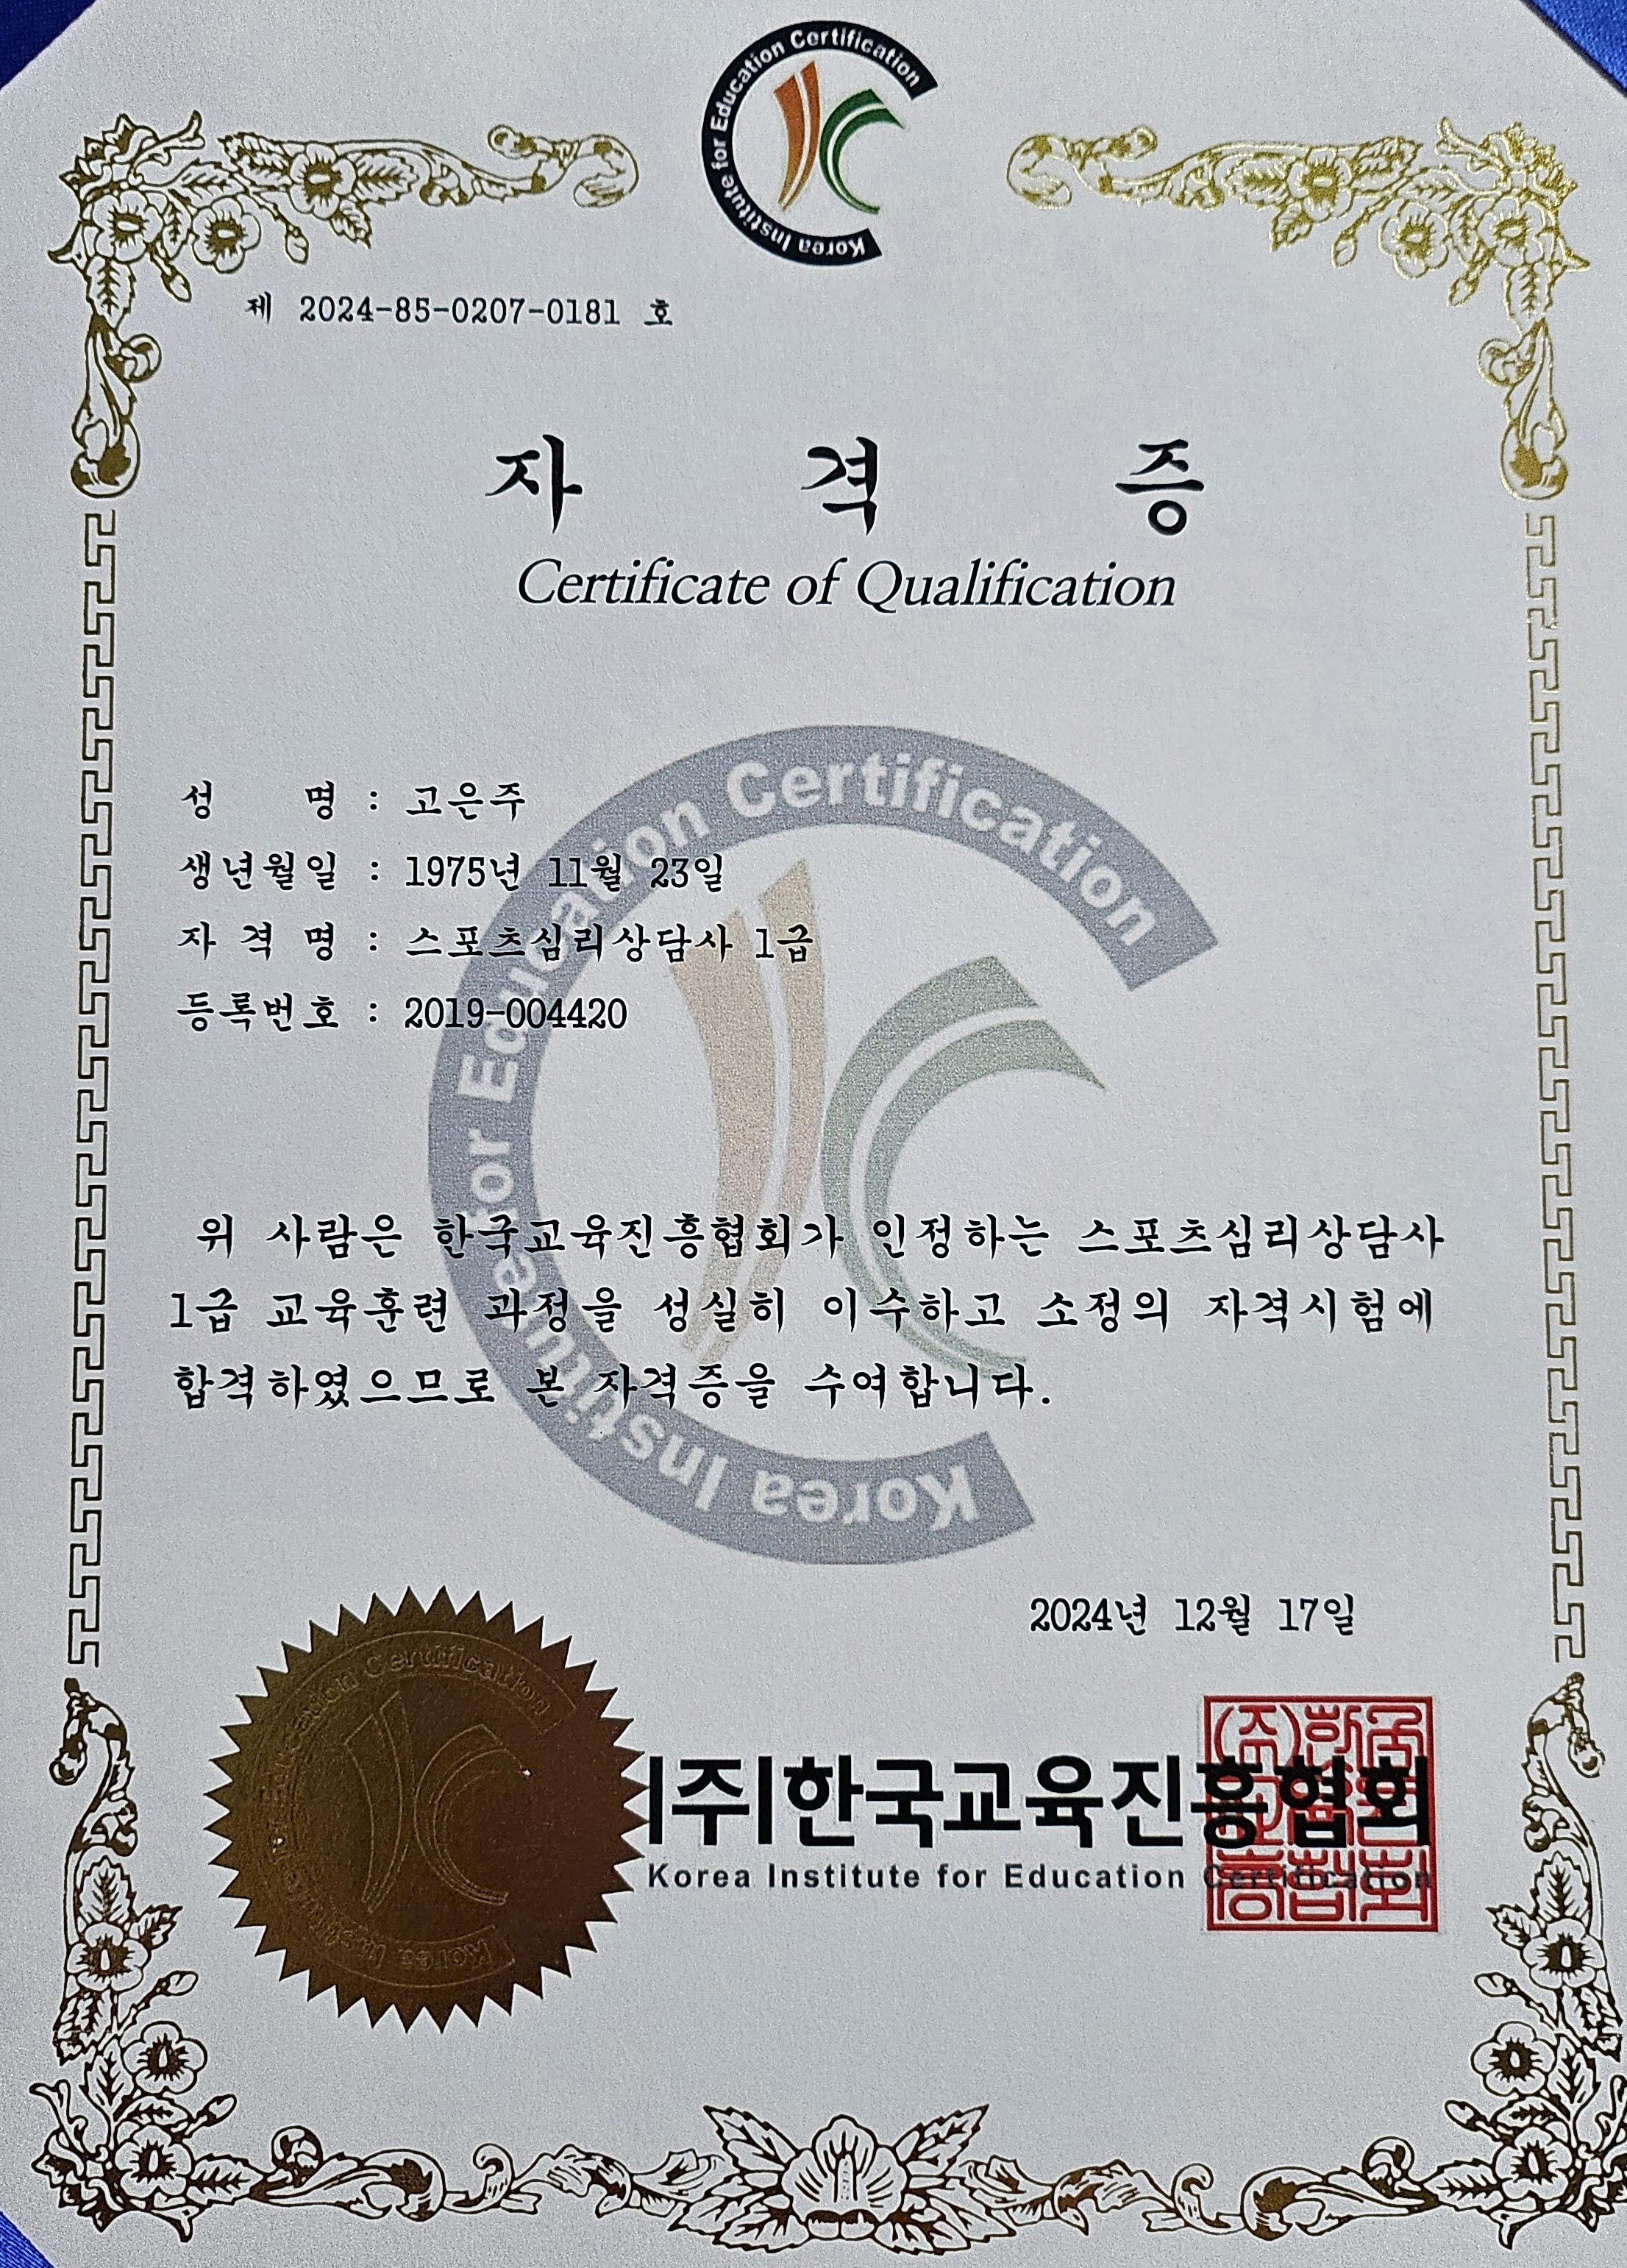 Korea Institute for Education Certification
제 2024-85-0207-0181 호
자 격 증
Certificate of Qualification
성 명 : 고은주
생년월일 : 1975년 11월 23일
자 격 명 : 스포츠심리상담사 1급
등록번호 : 2019-004420
Korea Institute for Education Certification
위 사람은 한국교육진흥협회가 인정하는 스포츠심리상담사
1급 교육훈련 과정을 성실히 이수하고 소정의 자격시험에
합격하였으므로 본 자격증을 수여합니다.
2024년 12월 17일
|주|한국교육진흥협회
Korea Institute for Education Certification